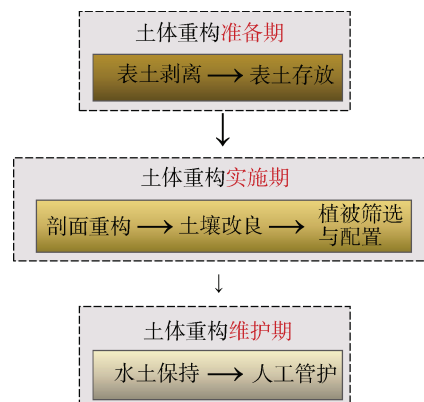 土体重构准备期
表土剥离→表土存放
土体重构实施期
剖面重构→土壤改良→植被筛选
与配置
土体重构维护期
水土保持→人工管护